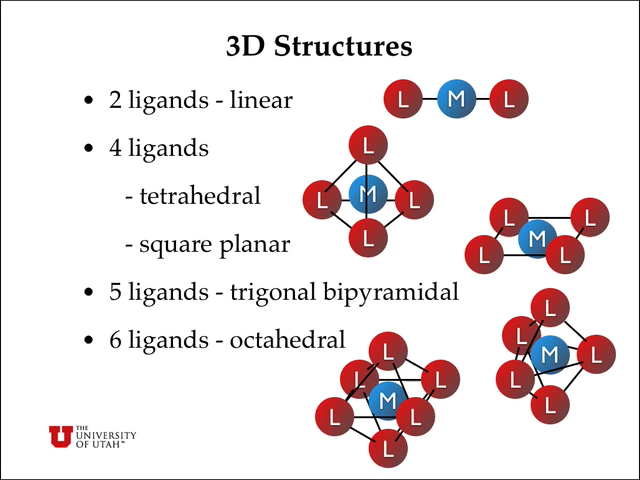 3D Structures
• 2 ligands - linear
L M L
• 4 ligands
L
- tetrahedral
L M L
L
L L
M
- square planar
L L
• 5 ligands - trigonal bipyramidal
L
L
• 6 ligands - octahedral
M L
L
L
L
L L
M
L L
L
THE
UNIVERSITY
OF UTAH™